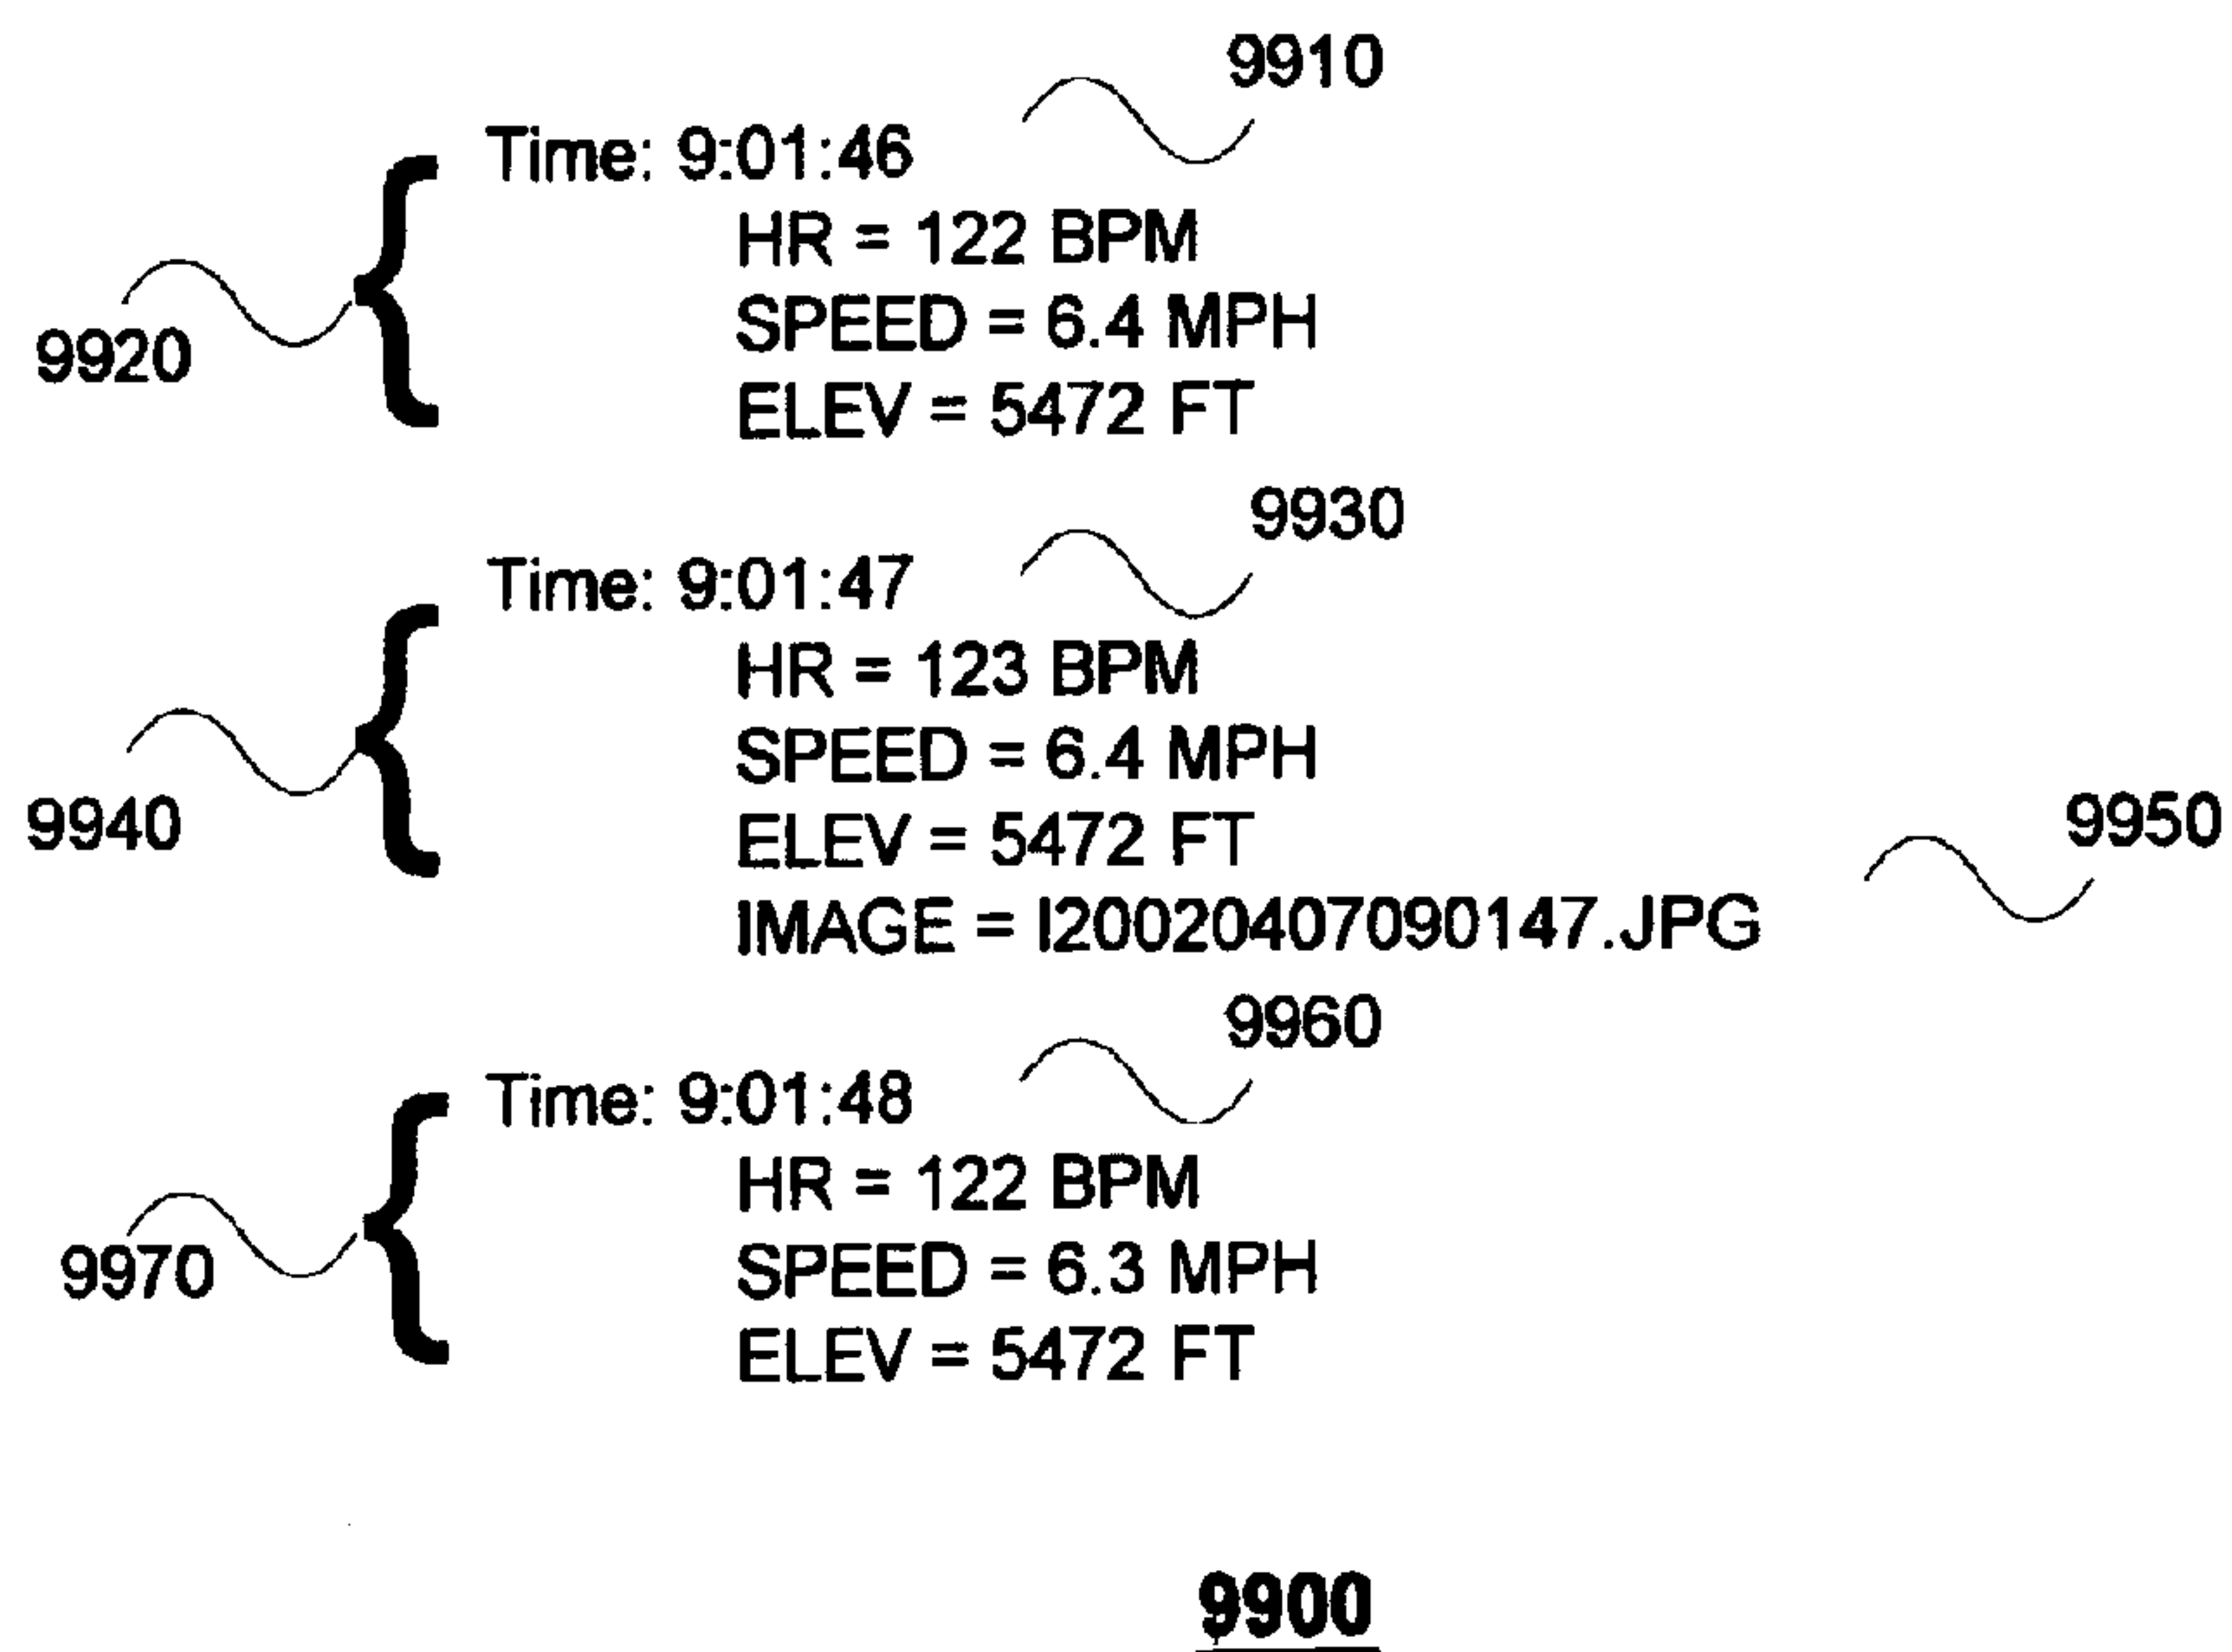 9910
Time: 9:01:46
HR = 122 BPM
SPEED = 6.4 MPH
9920
ELEV = 5472 FT
9930
Time: 9:01:47
HR = 123 BPM
SPEED = 6.4 MPH
9940
ELEV = 5472 FT
9950
IMAGE = I20020407090147.JPG
9960
Time: 9:01:48
HR = 122 BPM
SPEED = 6.3 MPH
9970
ELEV = 5472 FT
9900